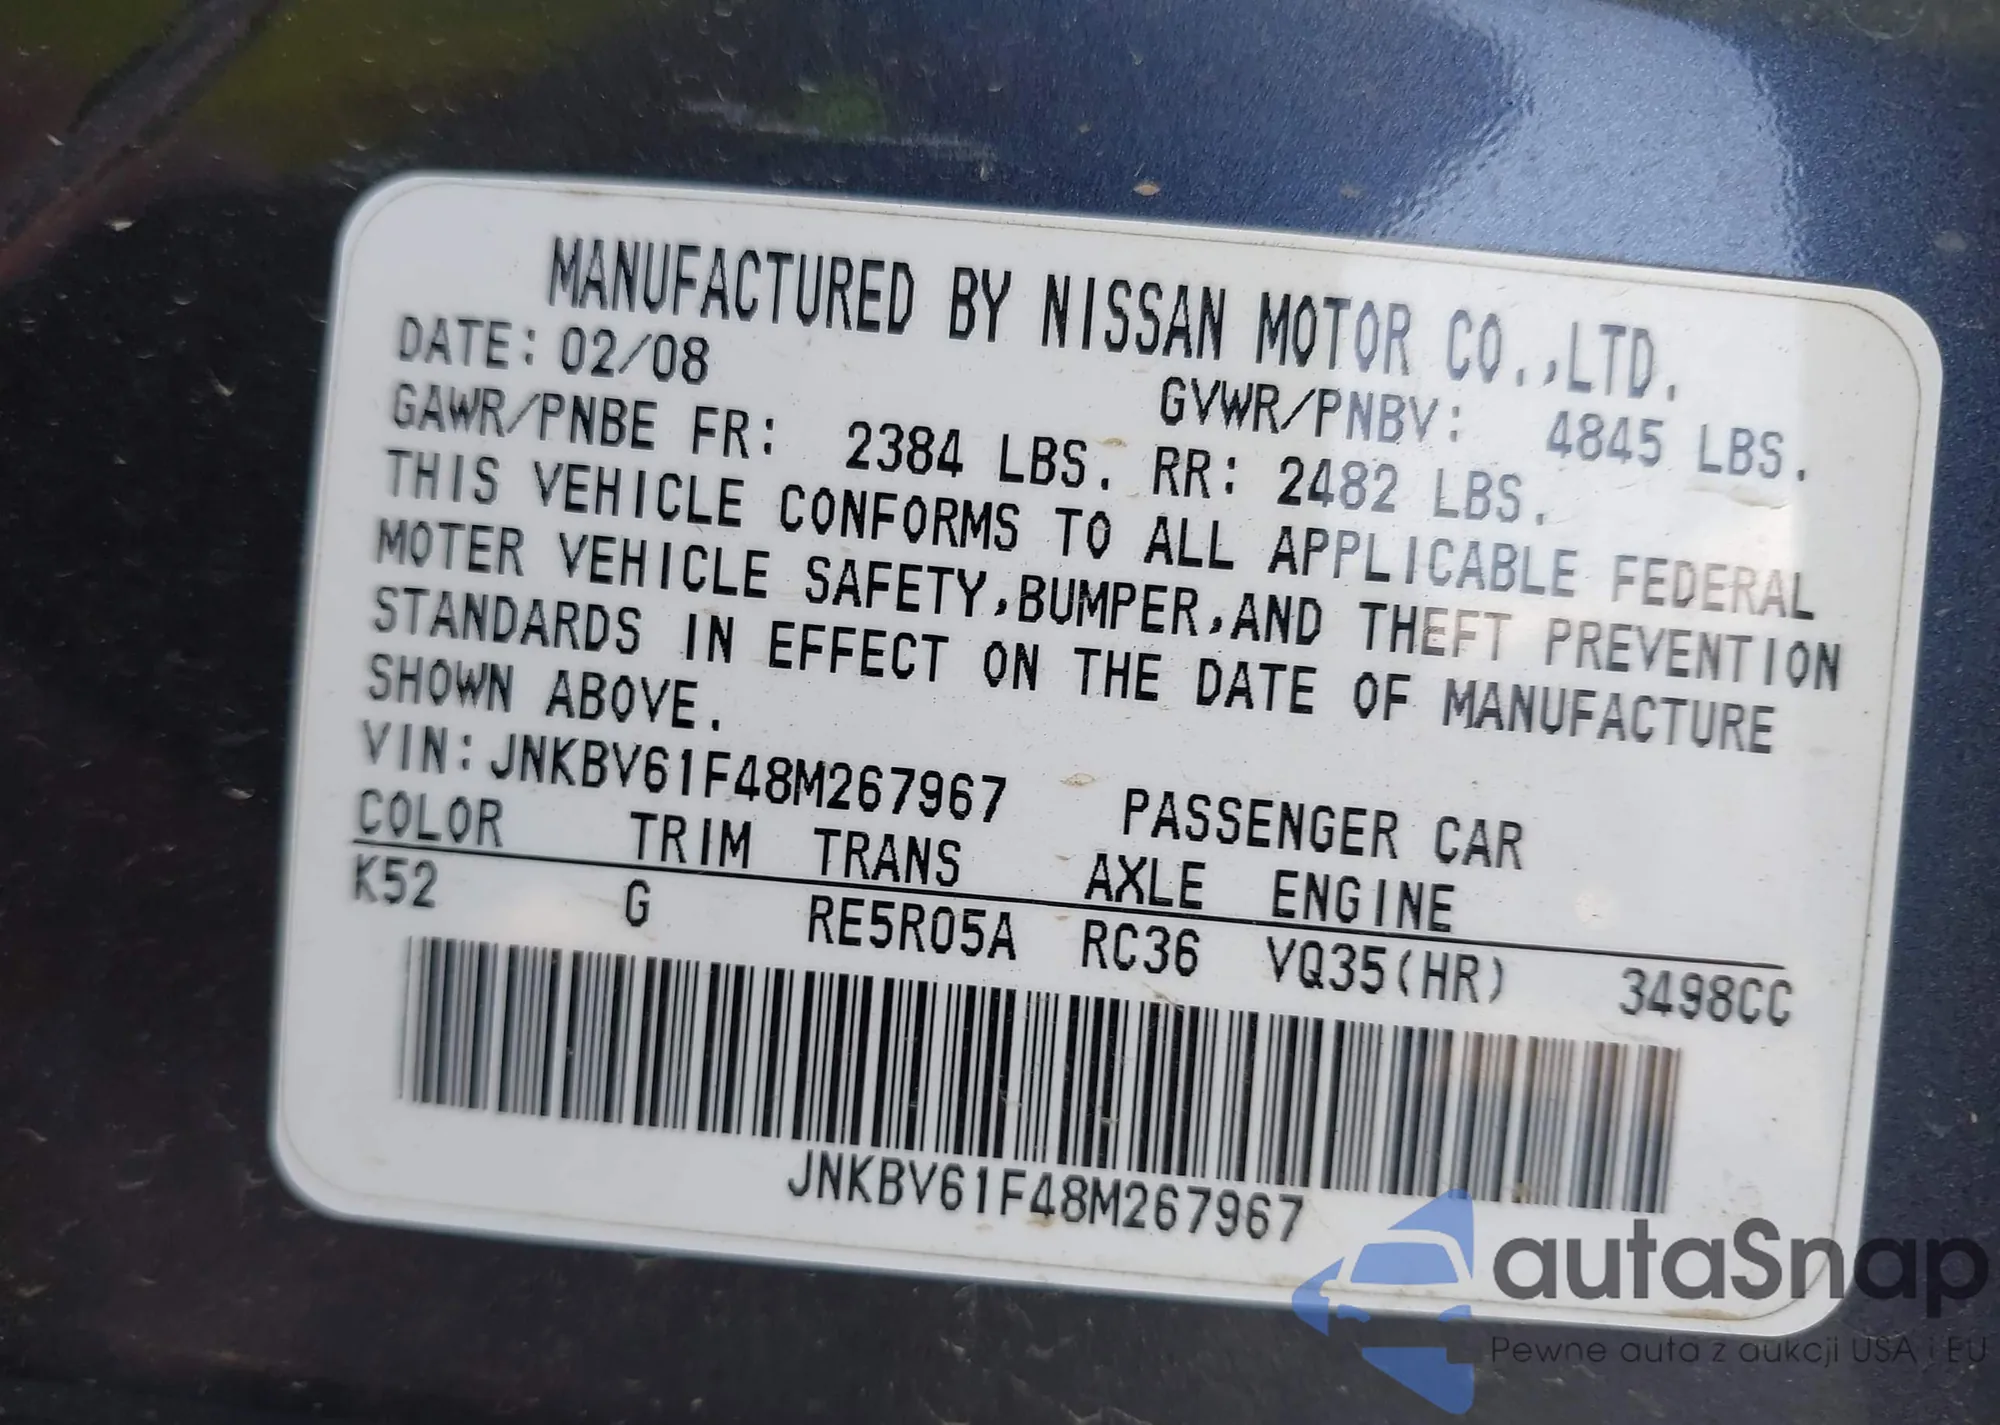 MANUFACTURED BY NISSAN MOTOR CO.,LTD.
DATE: 02/08 GVWR/PNBV: 4845 LBS.
GAWR/PNBE FR: 2384 LBS. RR: 2482 LBS.
THIS VEHICLE CONFORMS TO ALL APPLICABLE FEDERAL
MOTER VEHICLE SAFETY,BUMPER,AND THEFT PREVENTION
STANDARDS IN EFFECT ON THE DATE OF MANUFACTURE
SHOWN ABOVE.
VIN:JNKBV61F48M267967 PASSENGER CAR
COLOR TRIM TRANS AXLE ENGINE
K52 G RE5R05A RC36 VQ35(HR) 3498CC
JNKBV61F48M267967
autaSnap
Pewne auta z aukcji USA i EU